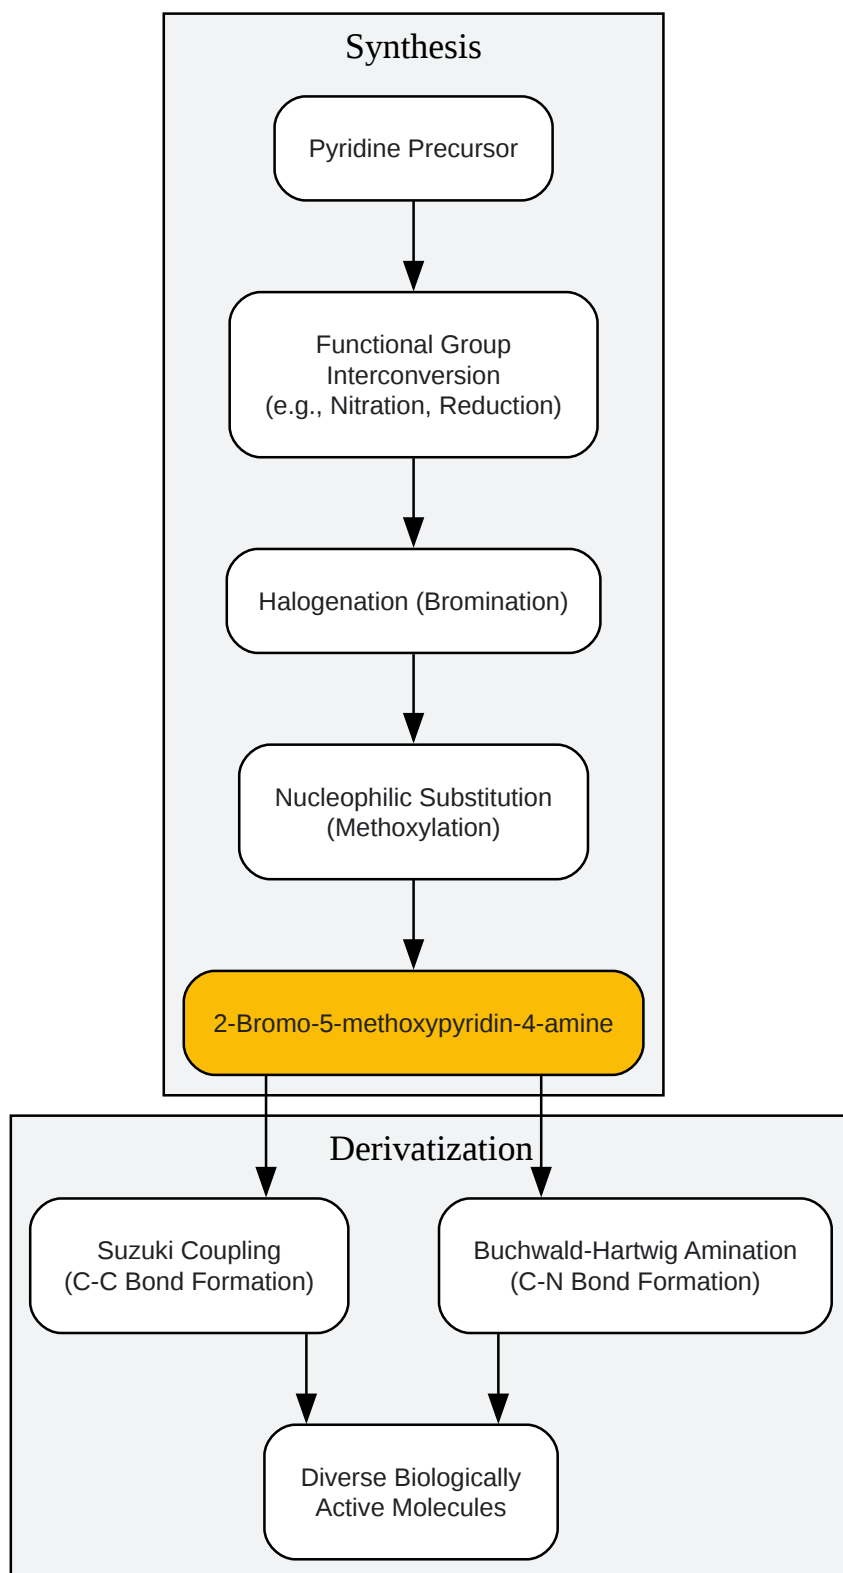 Synthesis
Pyridine Precursor
Functional Group
Interconversion
(e.g., Nitration, Reduction)
Halogenation (Bromination)
Nucleophilic Substitution
(Methoxylation)
2-Bromo-5-methoxypyridin-4-amine
Derivatization
Suzuki Coupling
(C-C Bond Formation)
Buchwald-Hartwig Amination
(C-N Bond Formation)
Diverse Biologically
Active Molecules